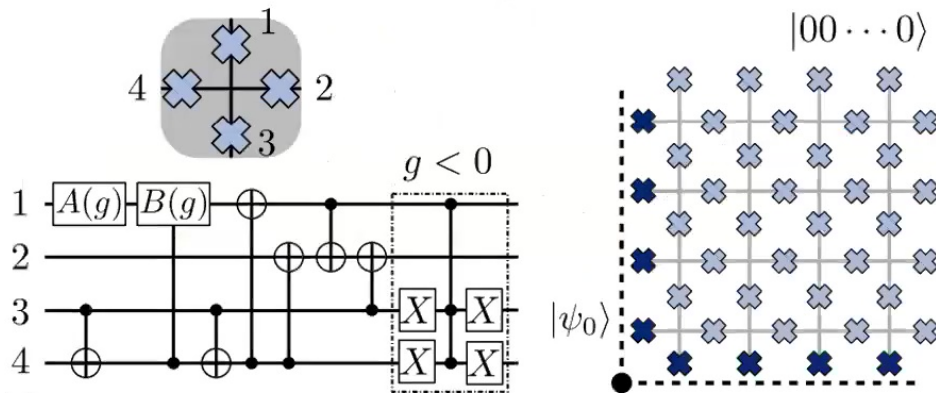 1
4 2
3
|00 ··· 0⟩
g < 0
1 A(g) B(g)
2
3 X X
4 X X
|ψ₀⟩